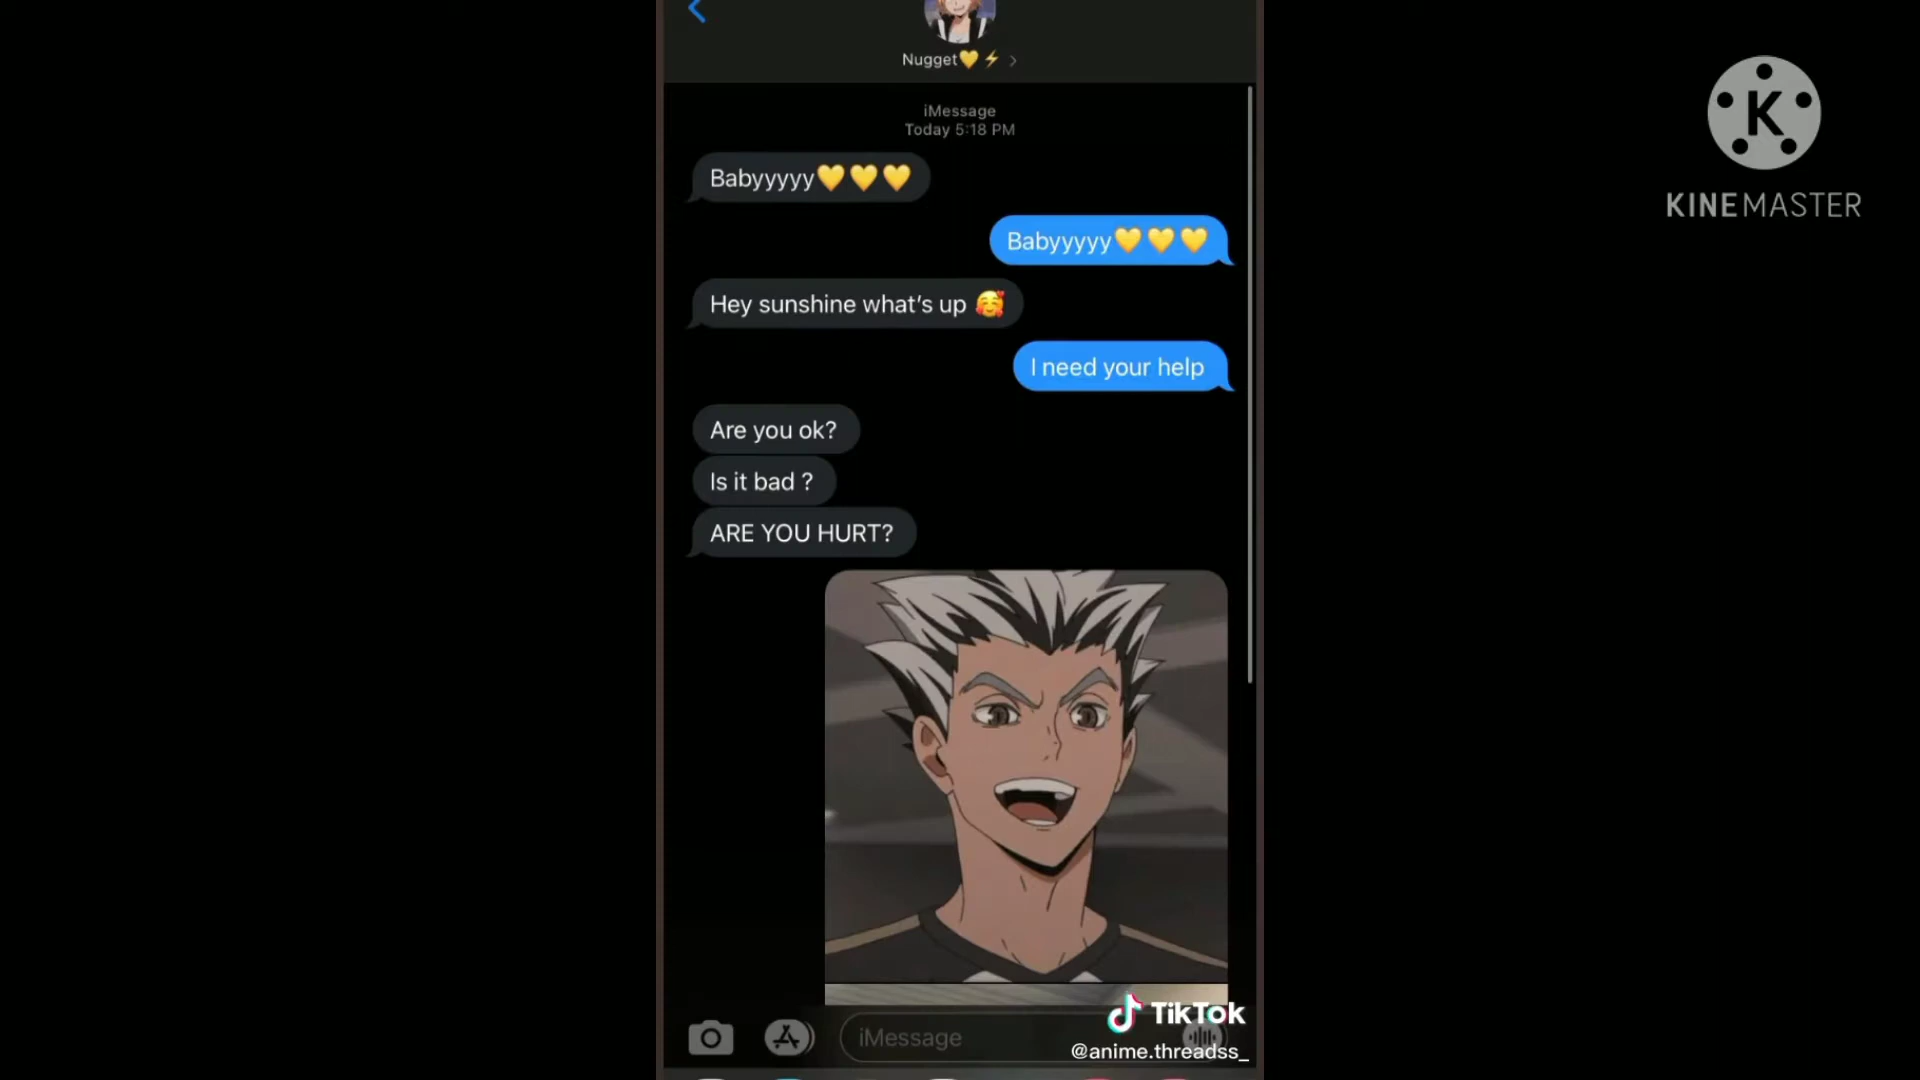 Nugget💛⚡
iMessage
Today 5:18 PM
Babyyyyy💛💛💛
Babyyyyy💛💛💛
Hey sunshine what's up 🥰
I need your help
Are you ok?
Is it bad ?
ARE YOU HURT?
iMessage
TikTok
@anime.threadss_
K
KINEMASTER